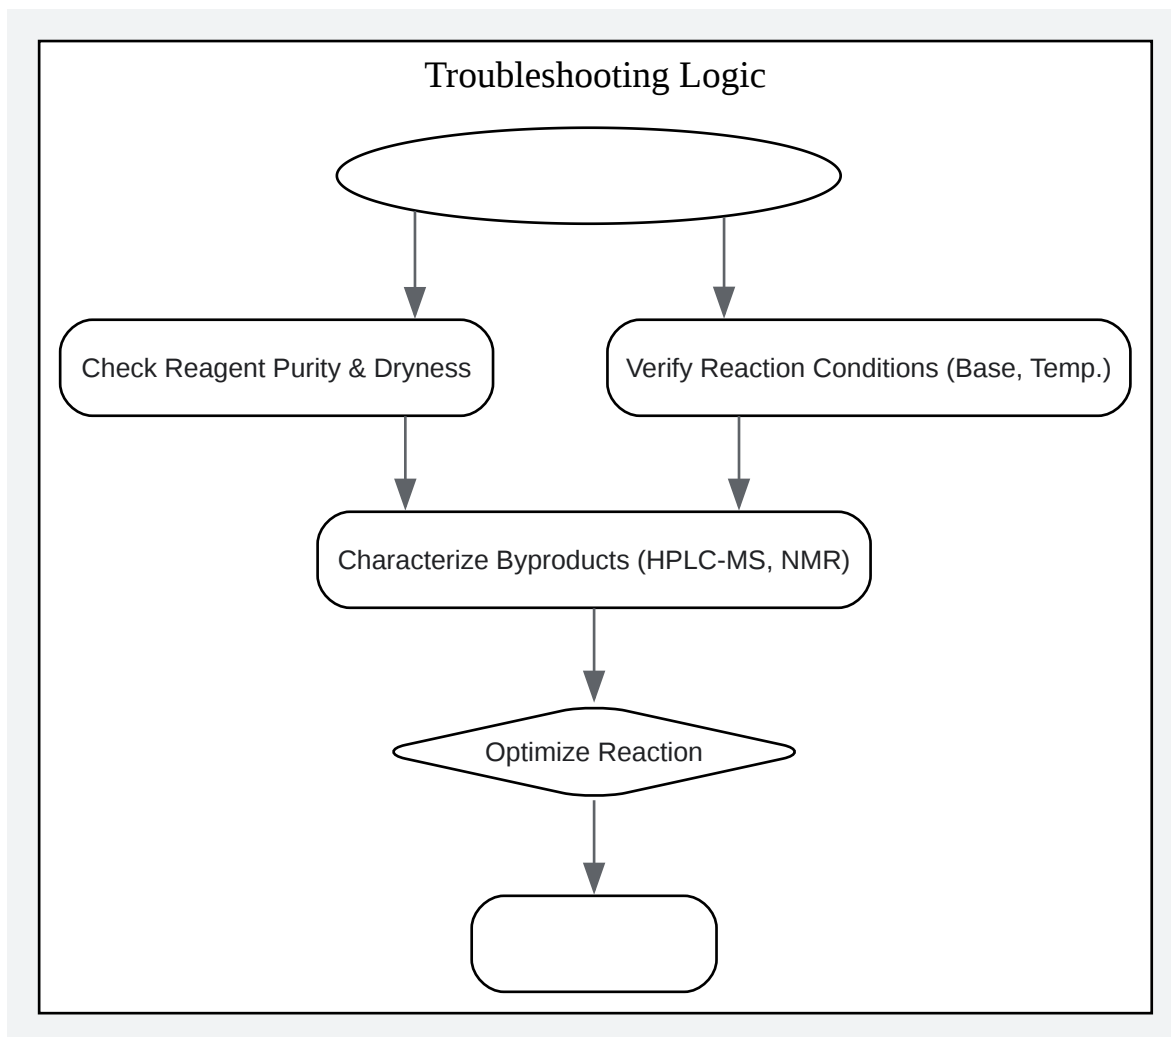 Troubleshooting Logic
Check Reagent Purity & Dryness
Verify Reaction Conditions (Base, Temp.)
Characterize Byproducts (HPLC-MS, NMR)
Optimize Reaction